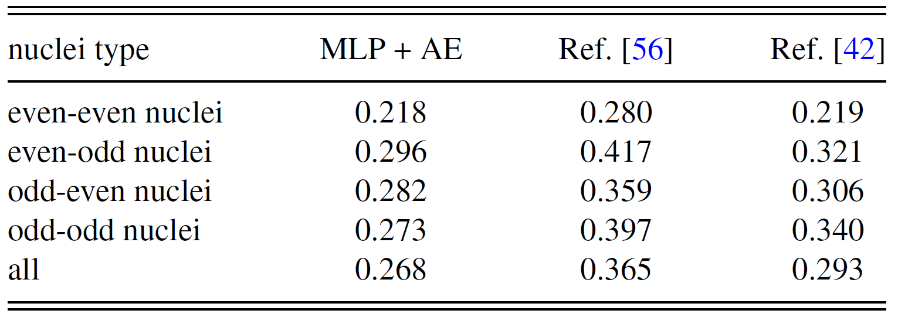 nuclei type MLP + AE Ref. [56] Ref. [42]
even-even nuclei 0.218 0.280 0.219
even-odd nuclei 0.296 0.417 0.321
odd-even nuclei 0.282 0.359 0.306
odd-odd nuclei 0.273 0.397 0.340
all 0.268 0.365 0.293